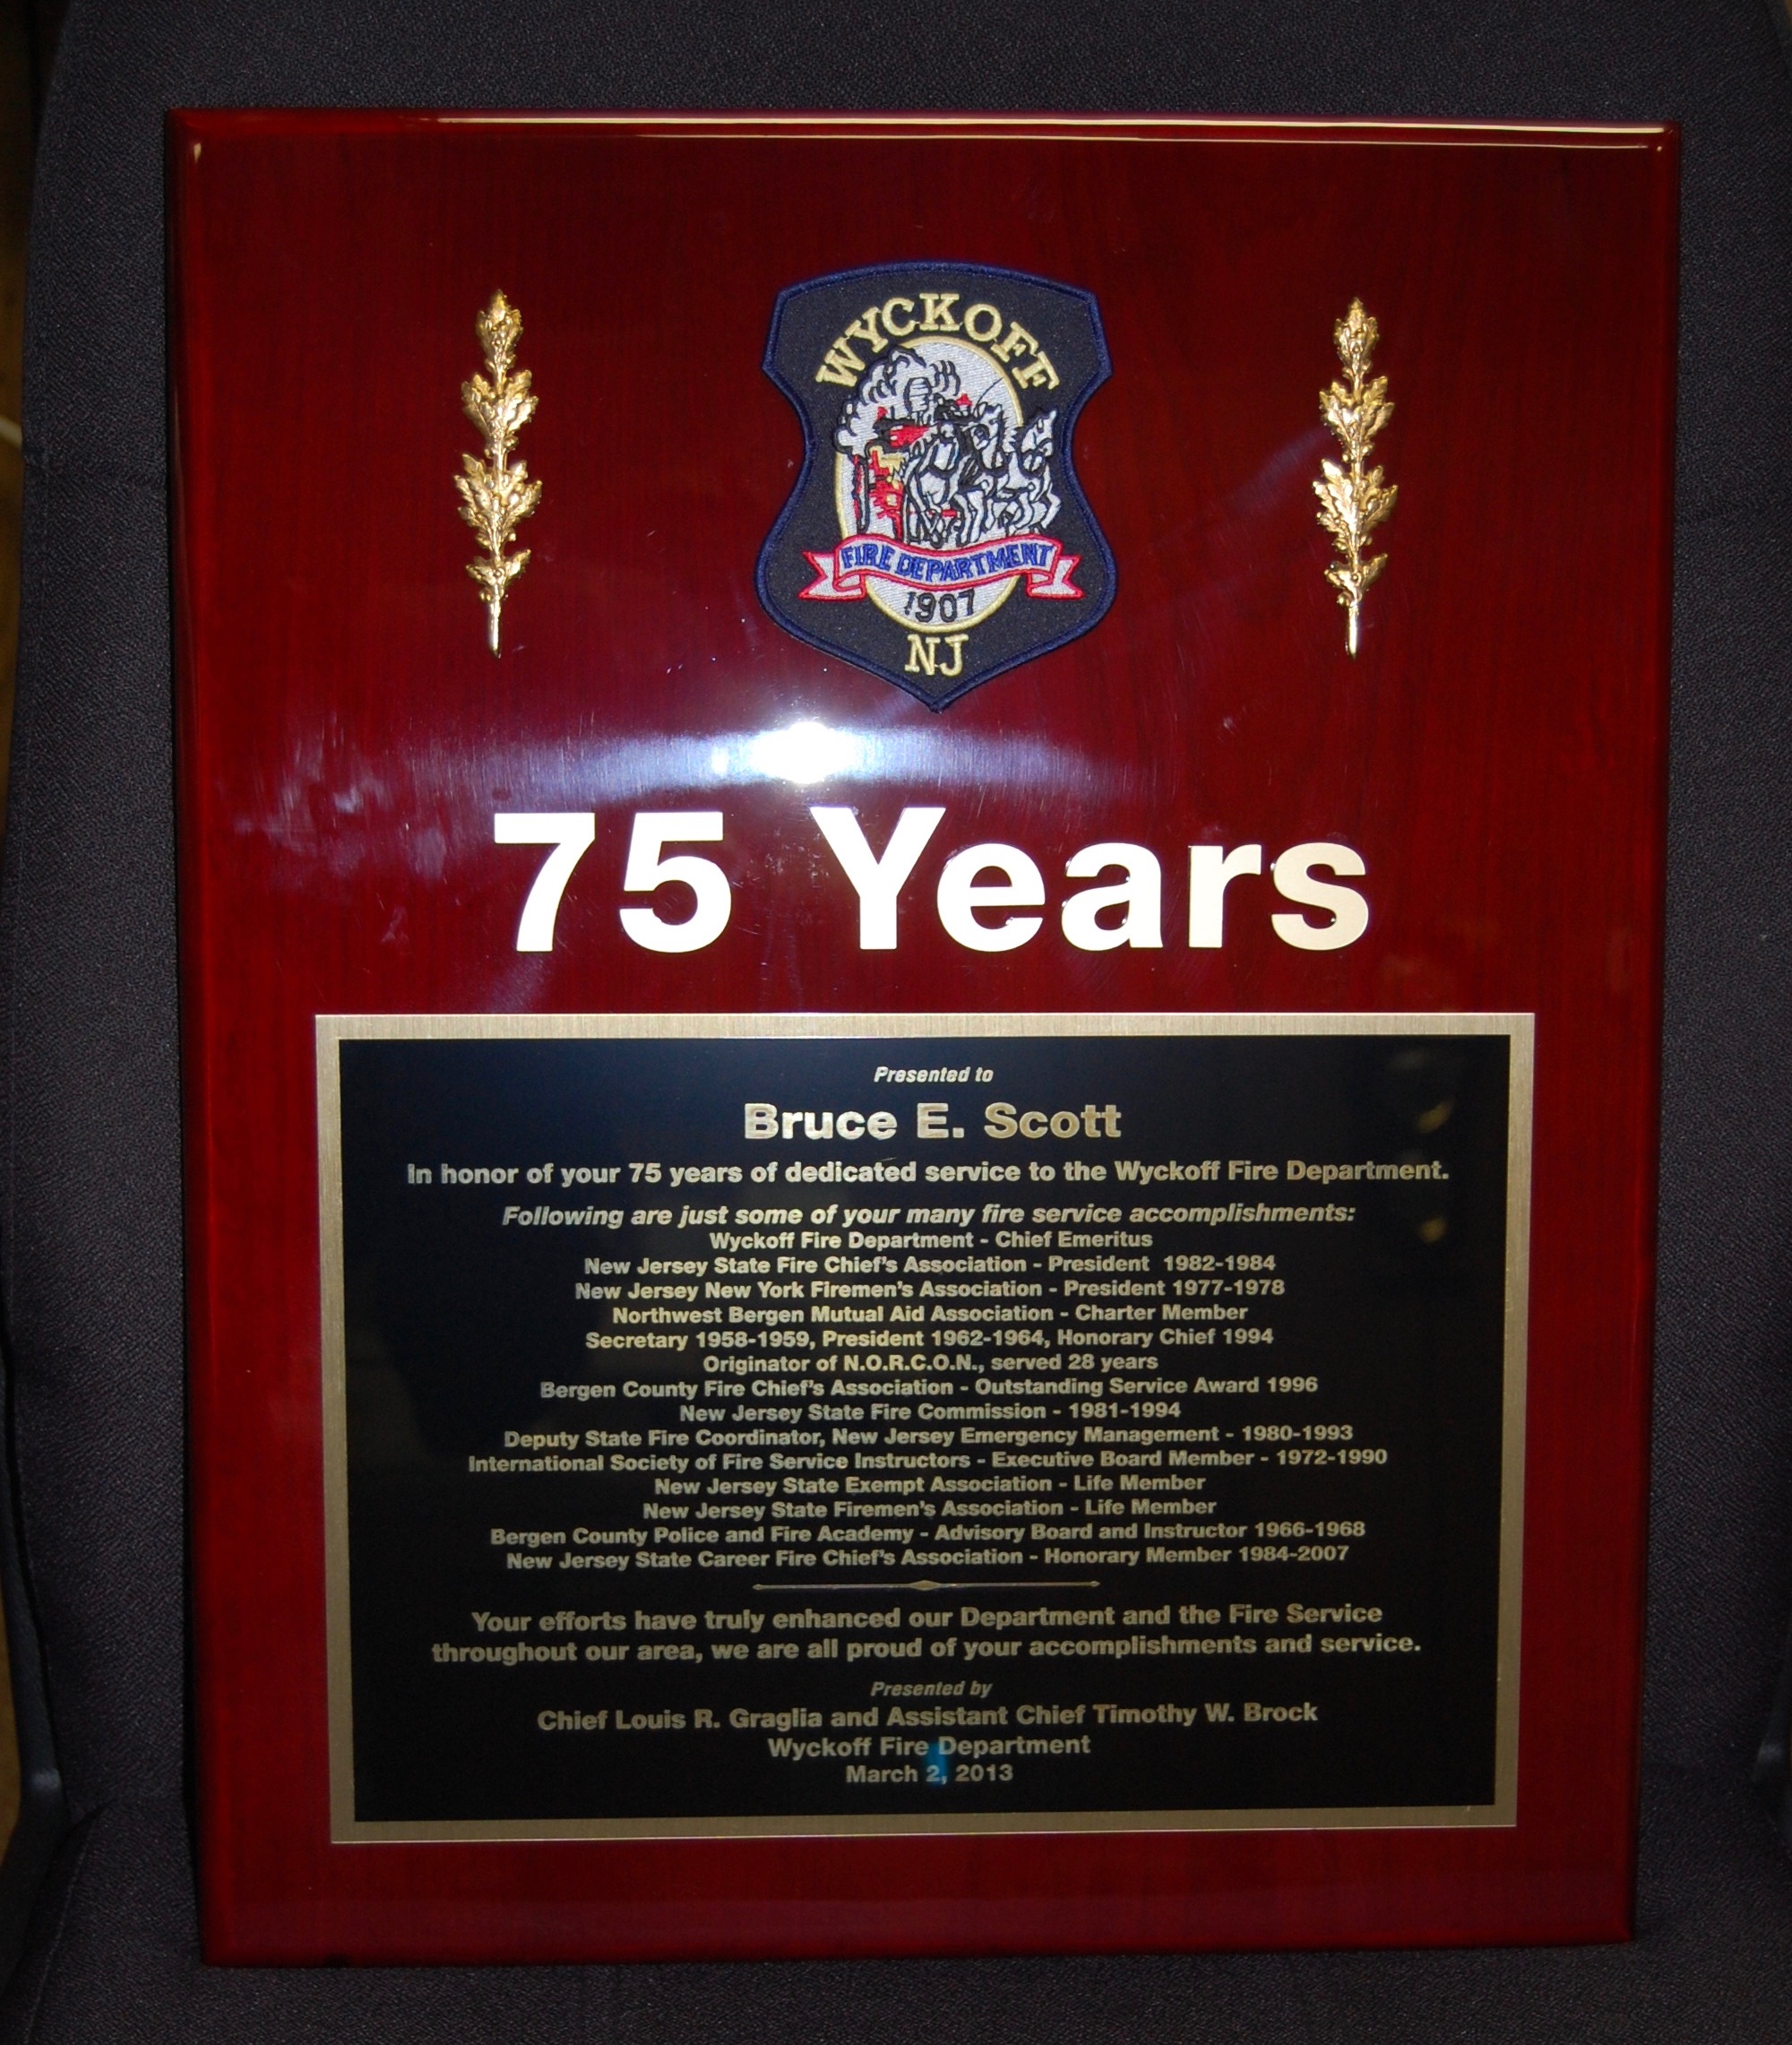 WYCKOFF
FIRE DEPARTMENT
1907
NJ
75 Years
Presented to
Bruce E. Scott
In honor of your 75 years of dedicated service to the Wyckoff Fire Department.
Following are just some of your many fire service accomplishments:
Wyckoff Fire Department - Chief Emeritus
New Jersey State Fire Chief's Association - President 1982-1984
New Jersey New York Firemen's Association - President 1977-1978
Northwest Bergen Mutual Aid Association - Charter Member
Secretary 1958-1959, President 1962-1964, Honorary Chief 1994
Originator of N.O.R.C.O.N., served 28 years
Bergen County Fire Chief's Association - Outstanding Service Award 1996
New Jersey State Fire Commission - 1981-1994
Deputy State Fire Coordinator, New Jersey Emergency Management - 1980-1993
International Society of Fire Service Instructors - Executive Board Member - 1972-1990
New Jersey State Exempt Association - Life Member
New Jersey State Firemen's Association - Life Member
Bergen County Police and Fire Academy - Advisory Board and Instructor 1966-1968
New Jersey State Career Fire Chief's Association - Honorary Member 1984-2007
Your efforts have truly enhanced our Department and the Fire Service
throughout our area, we are all proud of your accomplishments and service.
Presented by
Chief Louis R. Graglia and Assistant Chief Timothy W. Brock
Wyckoff Fire Department
March 2, 2013